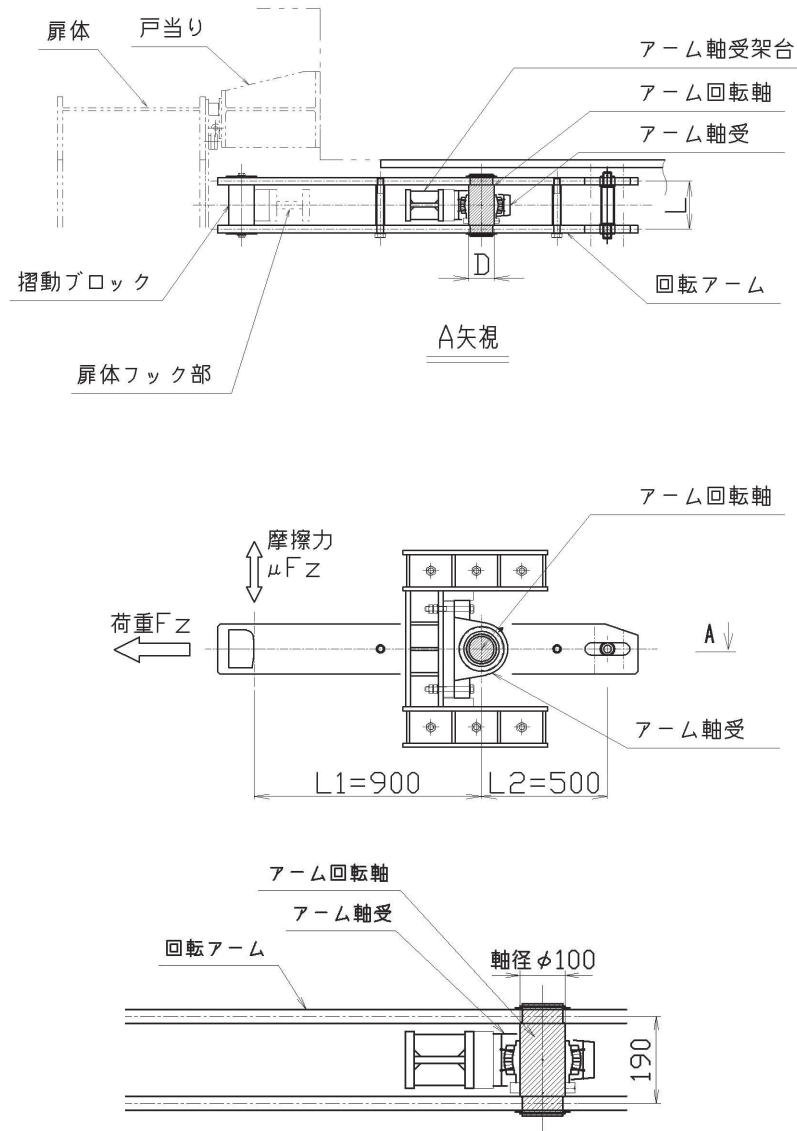 扉体
戸当り
アーム軸受架台
アーム回転軸
アーム軸受
L
D
摺動ブロック
回転アーム
A矢視
扉体フック部
アーム回転軸
摩擦力
μFz
荷重Fz
A
アーム軸受
L1=900
L2=500
アーム回転軸
アーム軸受
回転アーム
軸径φ100
190